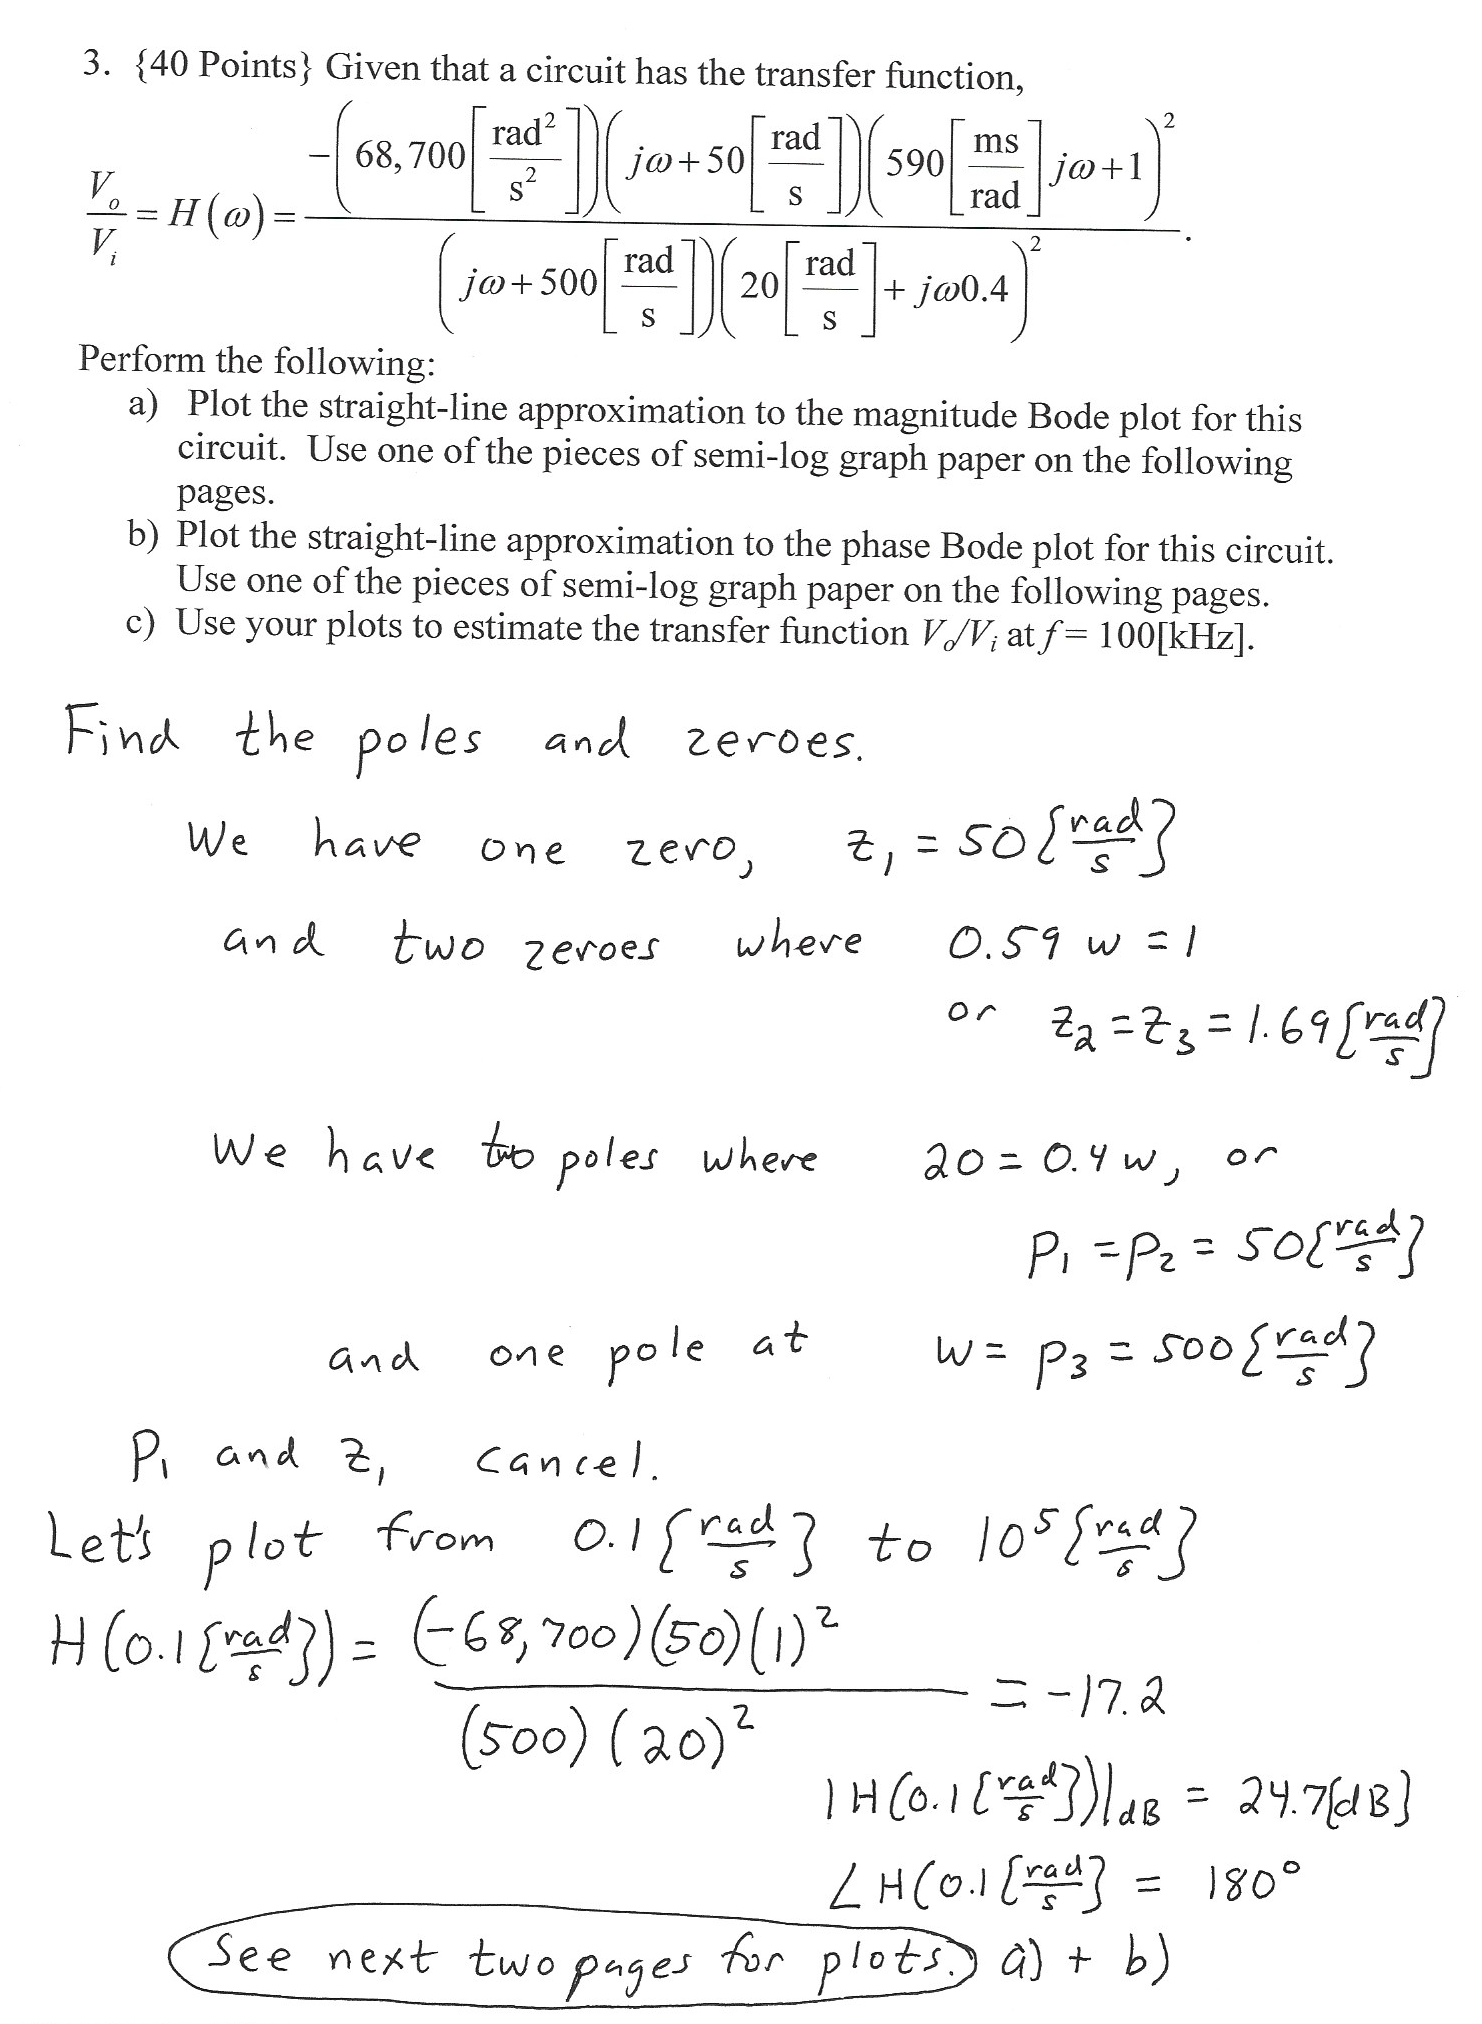 3. {40 Points} Given that a circuit has the transfer function,
V_o/V_i = H(ω) = −(68,700[rad²/s²])(jω+50[rad/s])(590[ms/rad]jω+1)² / (jω+500[rad/s])(20[rad/s]+jω0.4)².
Perform the following:
a) Plot the straight-line approximation to the magnitude Bode plot for this
circuit. Use one of the pieces of semi-log graph paper on the following
pages.
b) Plot the straight-line approximation to the phase Bode plot for this circuit.
Use one of the pieces of semi-log graph paper on the following pages.
c) Use your plots to estimate the transfer function V_o/V_i at f = 100[kHz].
Find the poles and zeroes.
We have one zero, z₁ = 50[rad/s]
and two zeroes where 0.59 w = 1
or z₂ = z₃ = 1.69[rad/s]
We have two poles where 20 = 0.4w, or
p₁ = p₂ = 50[rad/s]
and one pole at w = p₃ = 500[rad/s]
P₁ and z₁ cancel.
Let's plot from 0.1[rad/s] to 10⁵[rad/s]
H(0.1[rad/s]) = (-68,700)(50)(1)² / (500)(20)² = -17.2
|H(0.1[rad/s])|dB = 24.7[dB]
∠H(0.1[rad/s] = 180°
See next two pages for plots. a) + b)